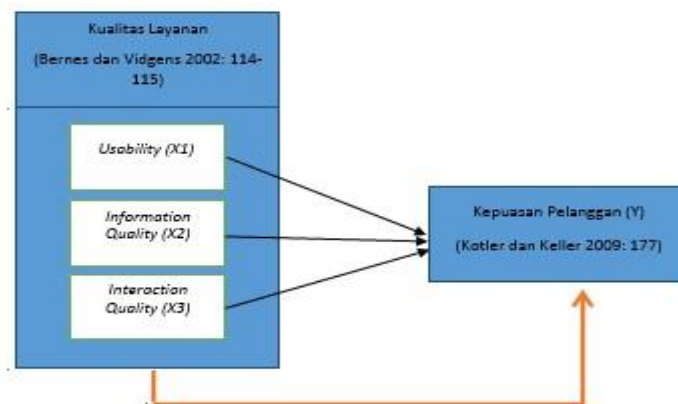 Kualitas Layanan
(Bernes dan Vidgens 2002: 114-
115)
Usability (X1)
Information
Quality (X2)
Interaction
Quality (X3)
Kepuasan Pelanggan (Y)
(Kotler dan Keller 2009: 177)